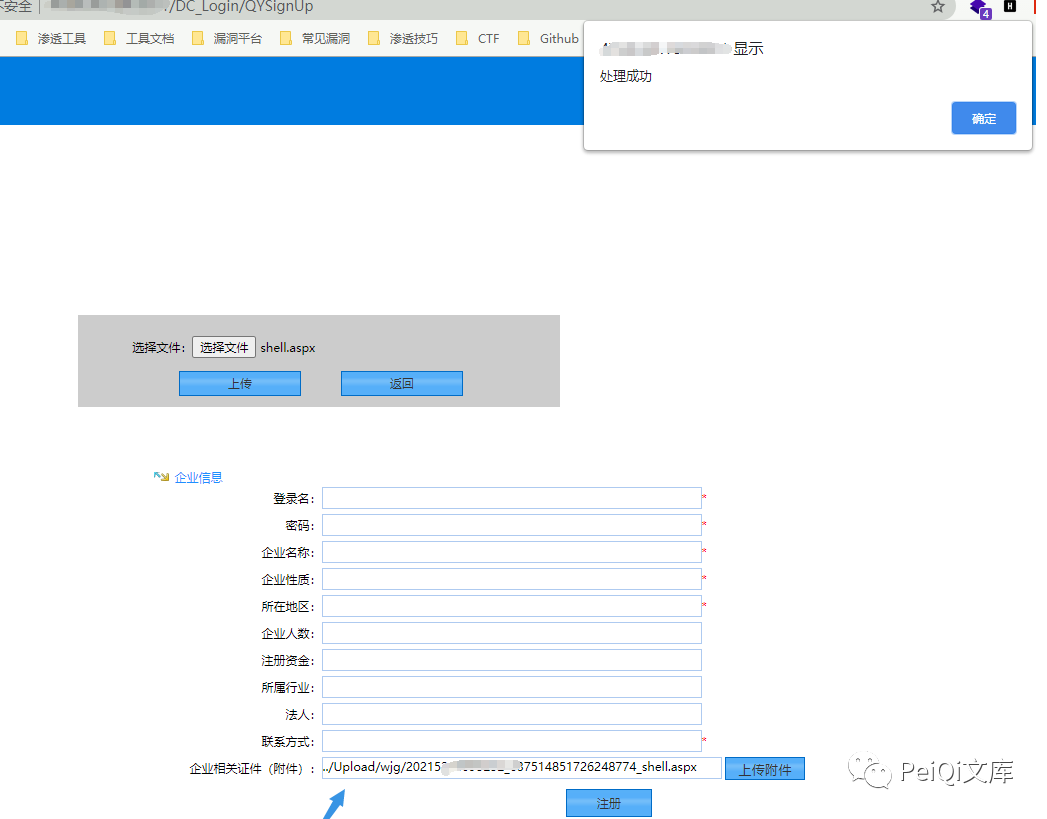 不安全 /DC_Login/QYSignUp
4
H
渗透工具 工具文档 漏洞平台 常见漏洞 渗透技巧 CTF Github
显示
处理成功
确定
选择文件: 选择文件 shell.aspx
上传 返回
企业信息
登录名: *
密码: *
企业名称: *
企业性质: *
所在地区: *
企业人数:
注册资金:
所属行业:
法人:
联系方式: *
企业相关证件（附件）: ../Upload/wjg/20215 37514851726248774_shell.aspx 上传附件
注册
PeiQi文库